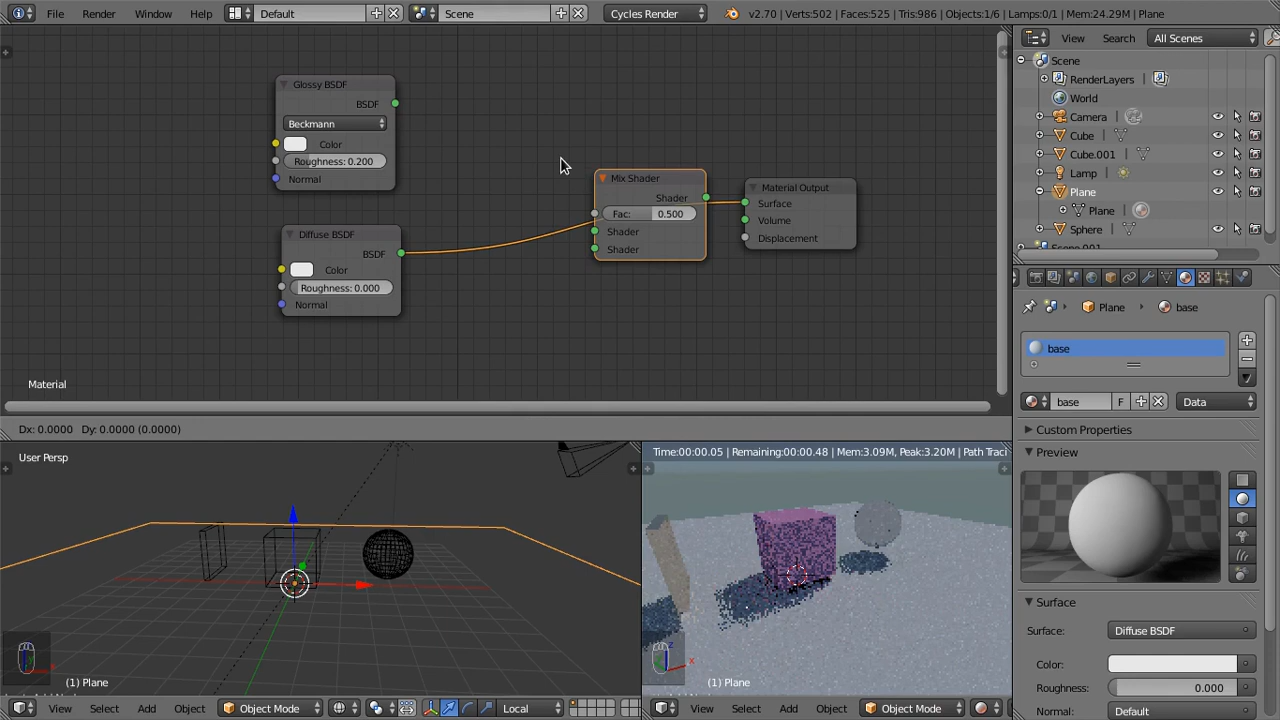 File Render Window Help Default Scene Cycles Render v2.70 | Verts:502 | Faces:525 | Tris:986 | Objects:1/6 | Lamps:0/1 | Mem:24.29M | Plane
View Search All Scenes
Scene
RenderLayers
World
Camera
Cube
Cube.001
Lamp
Plane
Plane
Sphere
Glossy BSDF
BSDF
Beckmann
Color
Roughness: 0.200
Normal
Diffuse BSDF
BSDF
Color
Roughness: 0.000
Normal
Mix Shader
Shader
Fac: 0.500
Shader
Shader
Material Output
Surface
Volume
Displacement
Material
Dx: 0.0000 Dy: 0.0000 (0.0000)
Plane base
base
base F Data
Custom Properties
Preview
Surface
Surface: Diffuse BSDF
Color:
Roughness: 0.000
Normal: Default
User Persp
(1) Plane
View Select Add Object Object Mode Local
Time:00:00.05 | Remaining:00:00.48 | Mem:3.09M, Peak:3.20M | Path Traci
(1) Plane
View Select Add Object Object Mode